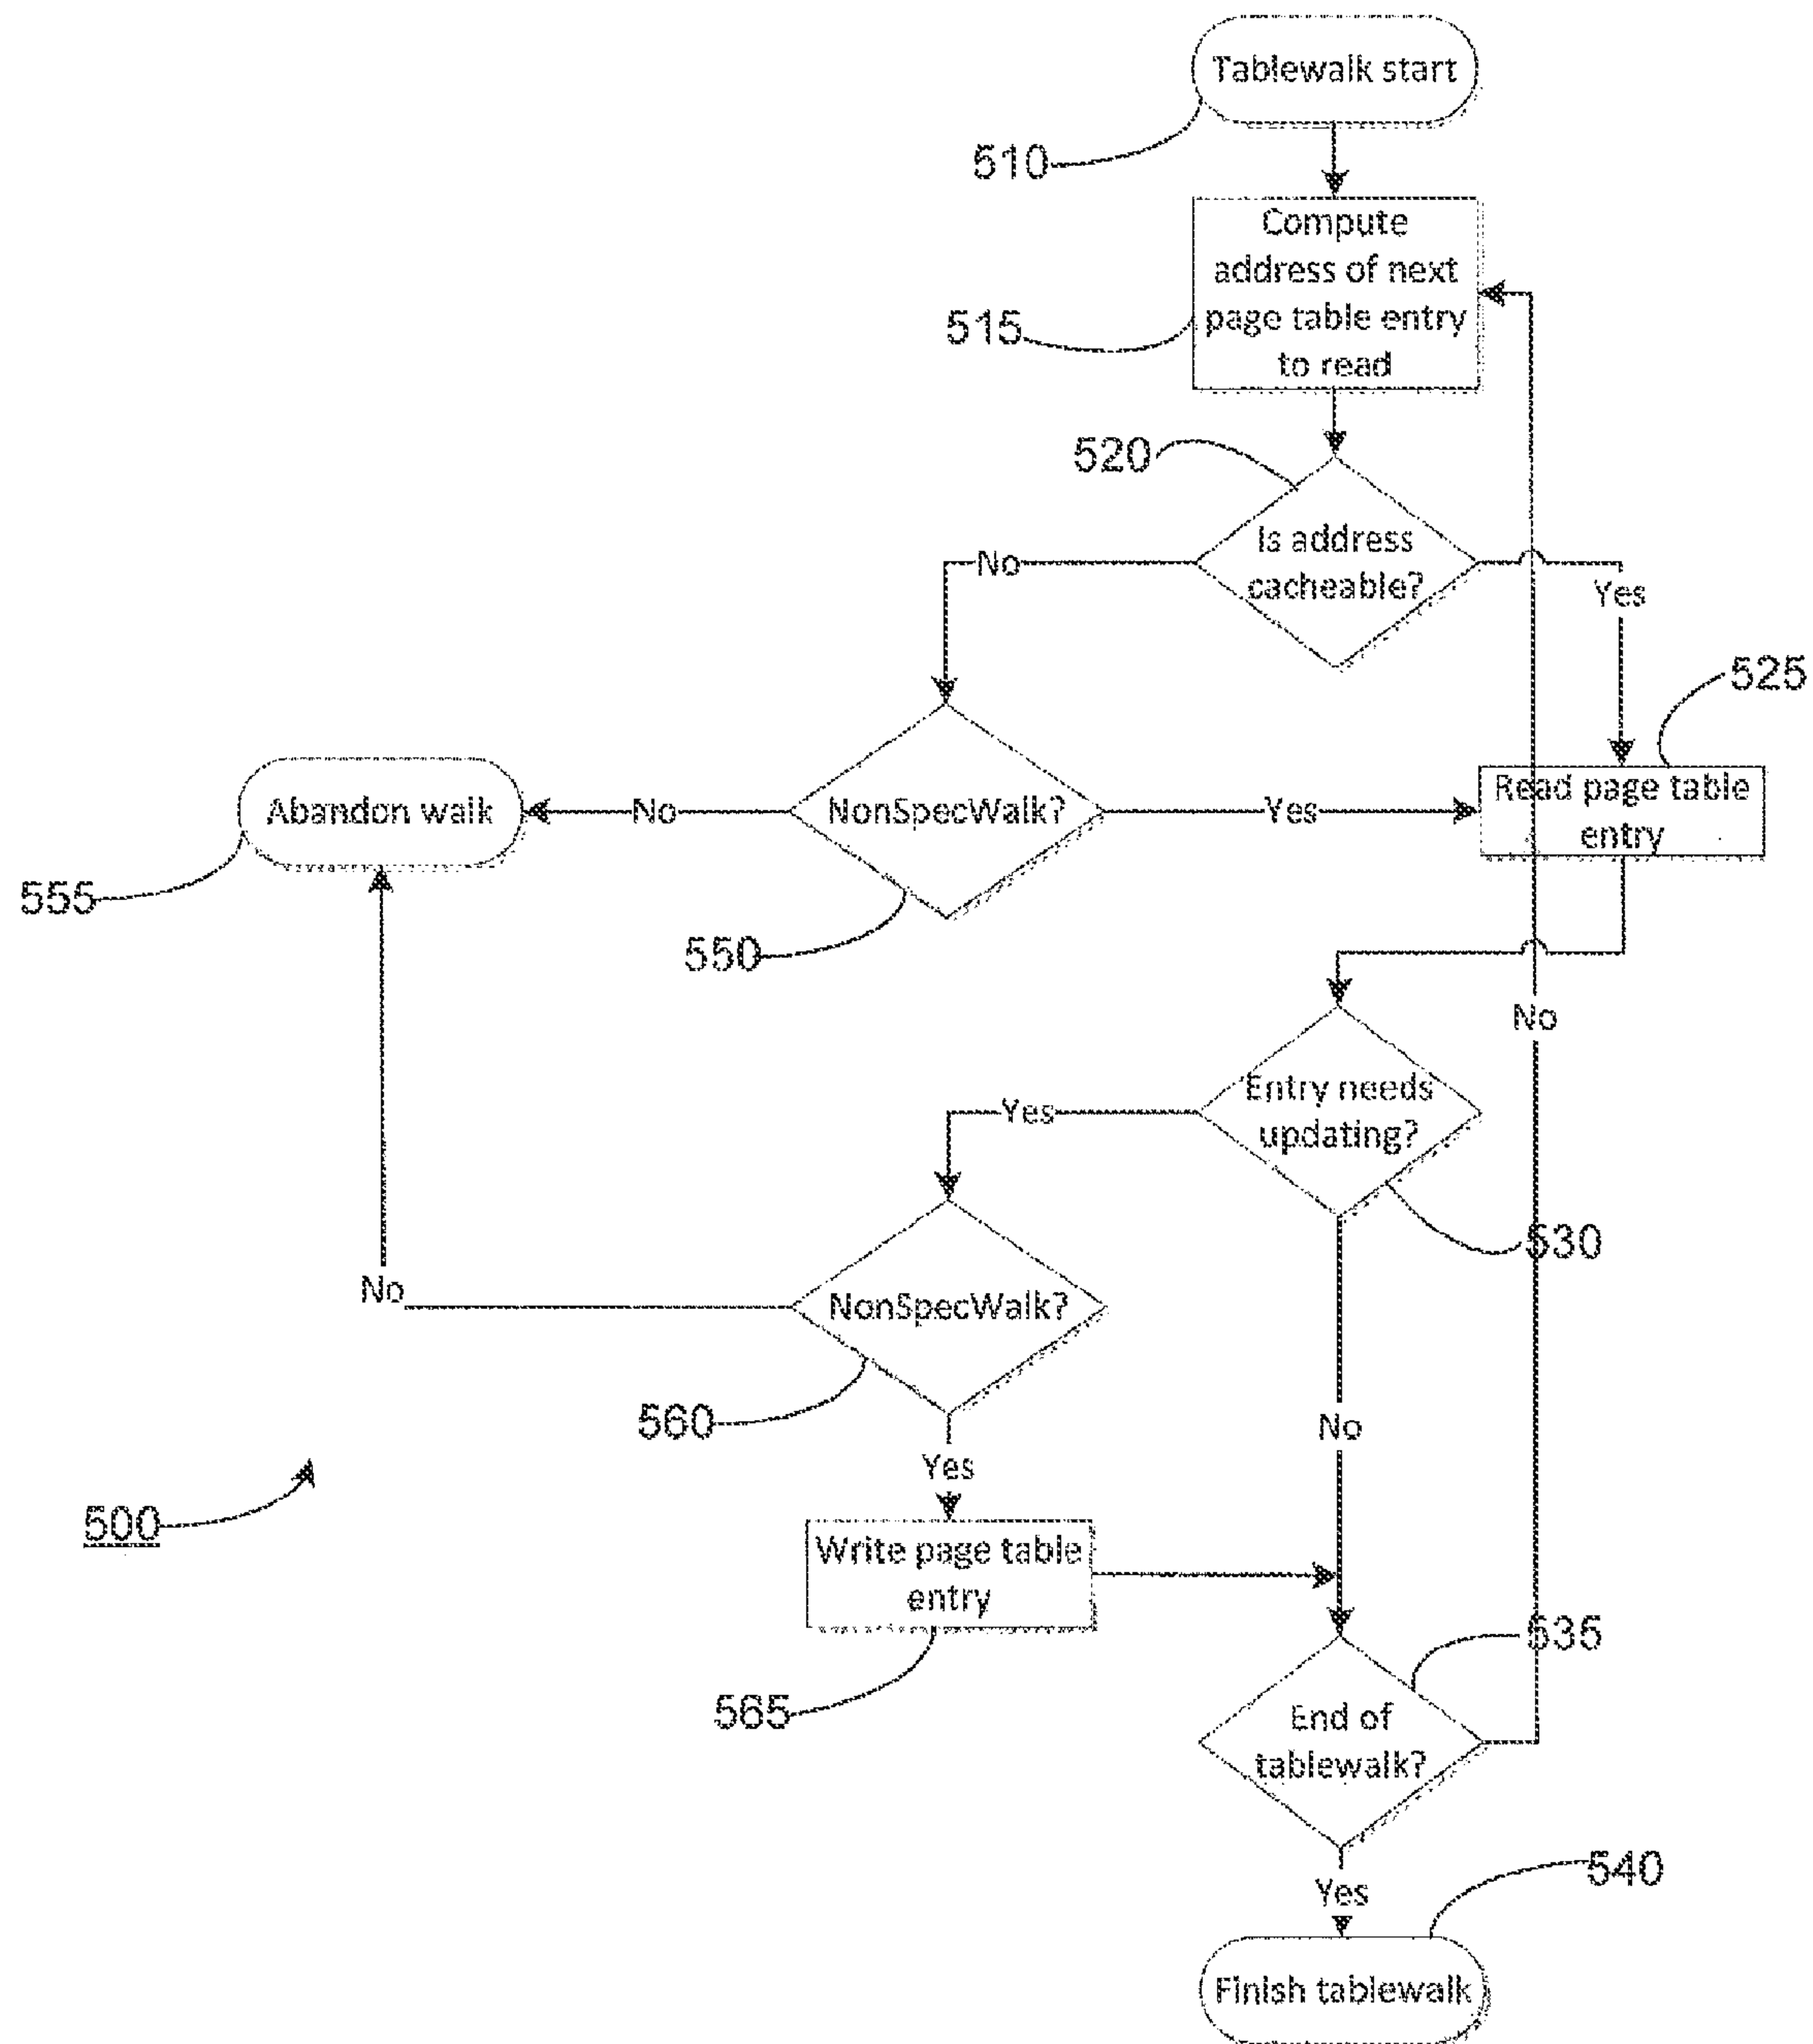 Tablewalk start
510
Compute
address of next
page table entry
to read
515
520
Is address
cacheable?
No
Yes
525
Read page table
entry
Abandon walk
No
NonSpecWalk?
Yes
555
550
No
Entry needs
updating?
Yes
530
NonSpecWalk?
No
560
No
Yes
500
Write page table
entry
535
565
End of
tablewalk?
540
Yes
Finish tablewalk